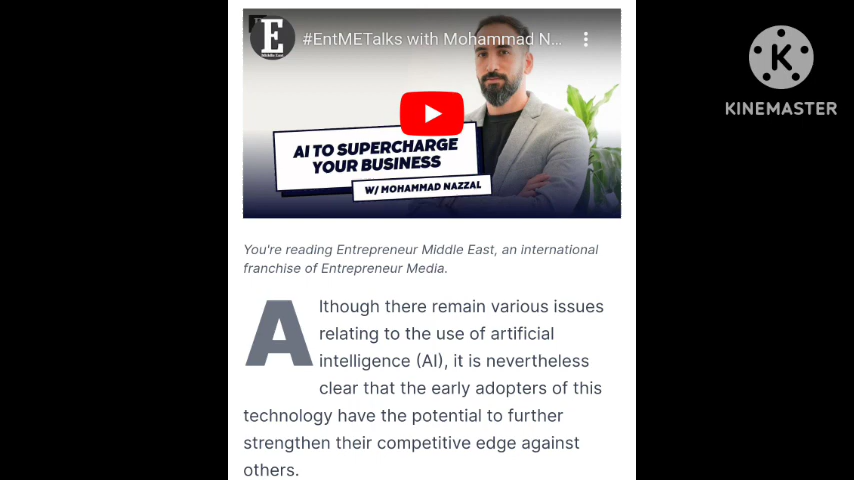 E
Middle East
#EntMETalks with Mohammad N...
KINEMASTER
AI TO SUPERCHARGE
YOUR BUSINESS
W/ MOHAMMAD NAZZAL
You're reading Entrepreneur Middle East, an international
franchise of Entrepreneur Media.
Although there remain various issues
relating to the use of artificial
intelligence (AI), it is nevertheless
clear that the early adopters of this
technology have the potential to further
strengthen their competitive edge against
others.